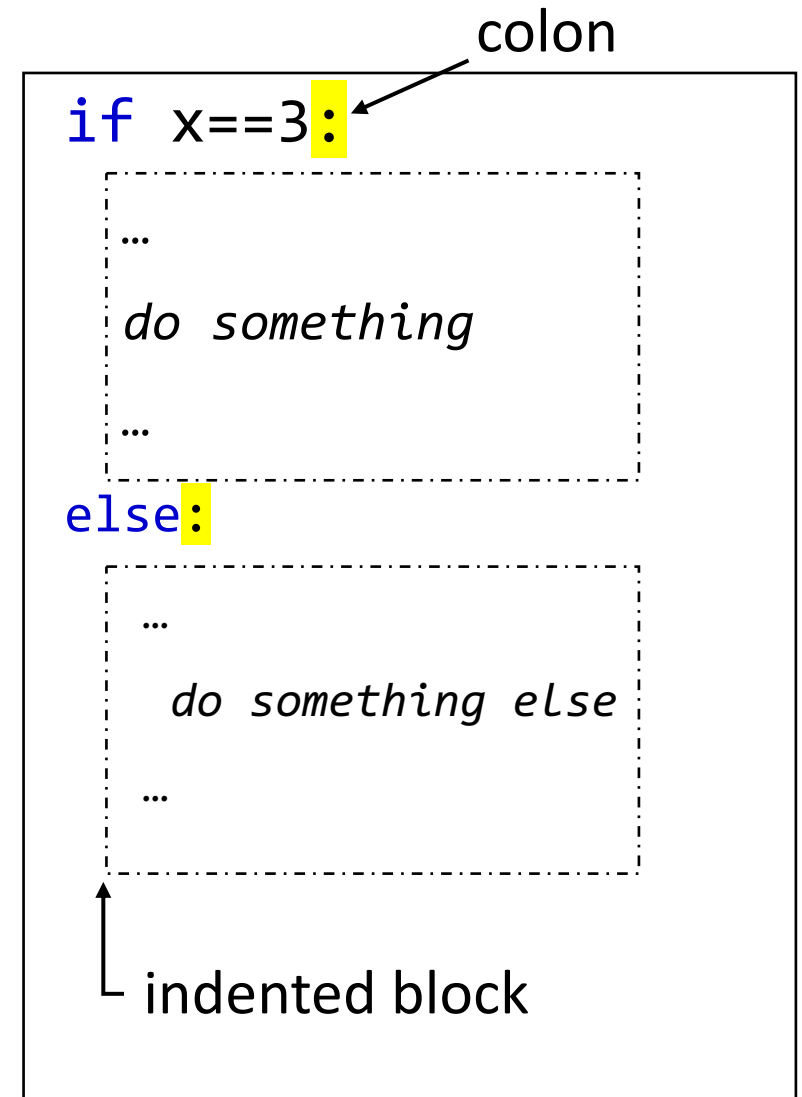 colon
if x==3:
…
do something
…
else:
…
do something else
…
indented block